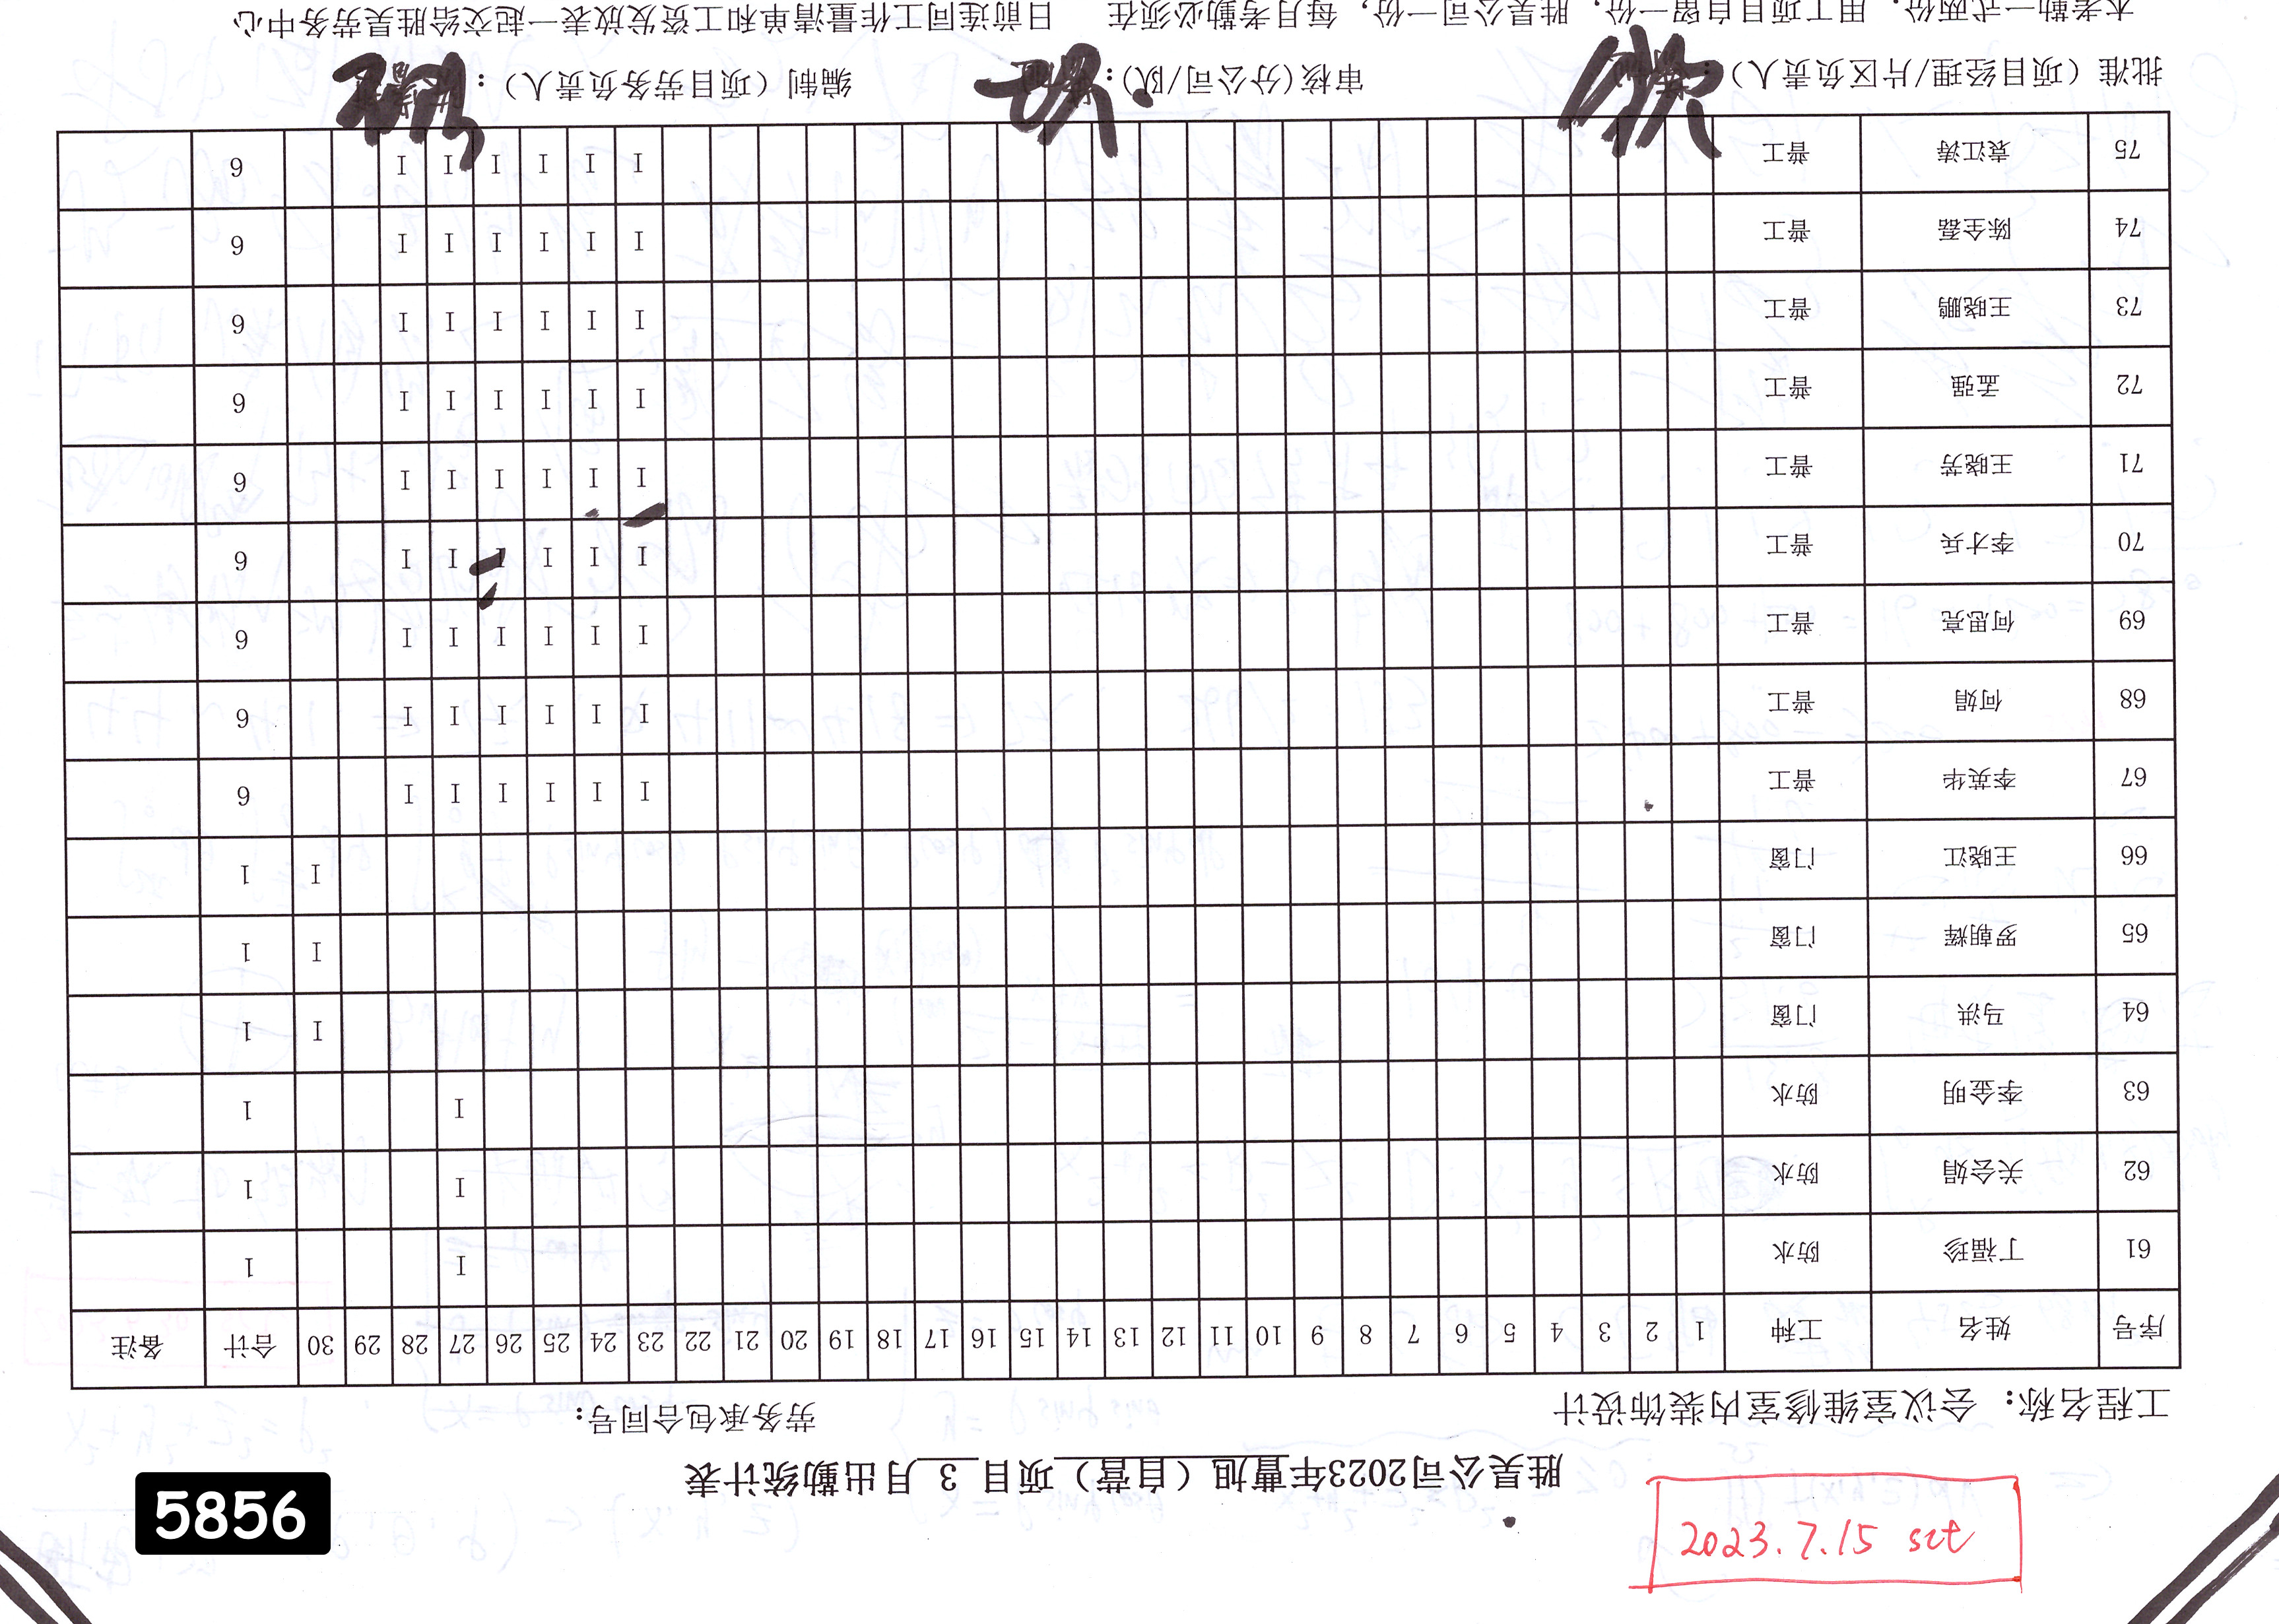 5856
2023.7.15 sct
胜昊公司2023年曹旭(自营)项目 3 月出勤统计表
工程名称: 会议室维修室内装饰设计 劳务承包合同号:
序号 姓名 工种 1 2 3 4 5 6 7 8 9 10 11 12 13 14 15 16 17 18 19 20 21 22 23 24 25 26 27 28 29 30 合计 备注
61 丁福珍 防水 1 1
62 关会娟 防水 1 1
63 李金明 防水 1 1
64 马洪 门窗 1 1
65 罗朝辉 门窗 1 1
66 王晓江 门窗 1 1
67 李英华 普工 1 1 1 1 1 1 6
68 何娟 普工 1 1 1 1 1 1 6
69 何思亮 普工 1 1 1 1 1 1 6
70 李才兵 普工 1 1 1 1 1 1 6
71 王晓芳 普工 1 1 1 1 1 1 6
72 孟强 普工 1 1 1 1 1 1 6
73 王晓鹏 普工 1 1 1 1 1 1 6
74 陈全磊 普工 1 1 1 1 1 1 6
75 袁江涛 普工 1 1 1 1 1 1 6
批准(项目经理/片区负责人): 审核(分公司/队): 编制(项目劳务负责人):
本考勤一式两份,用工项目自留一份,胜昊公司一份,每月考勤必须在 日前连同工作量清单和工资发放表一起交给胜昊劳务中心